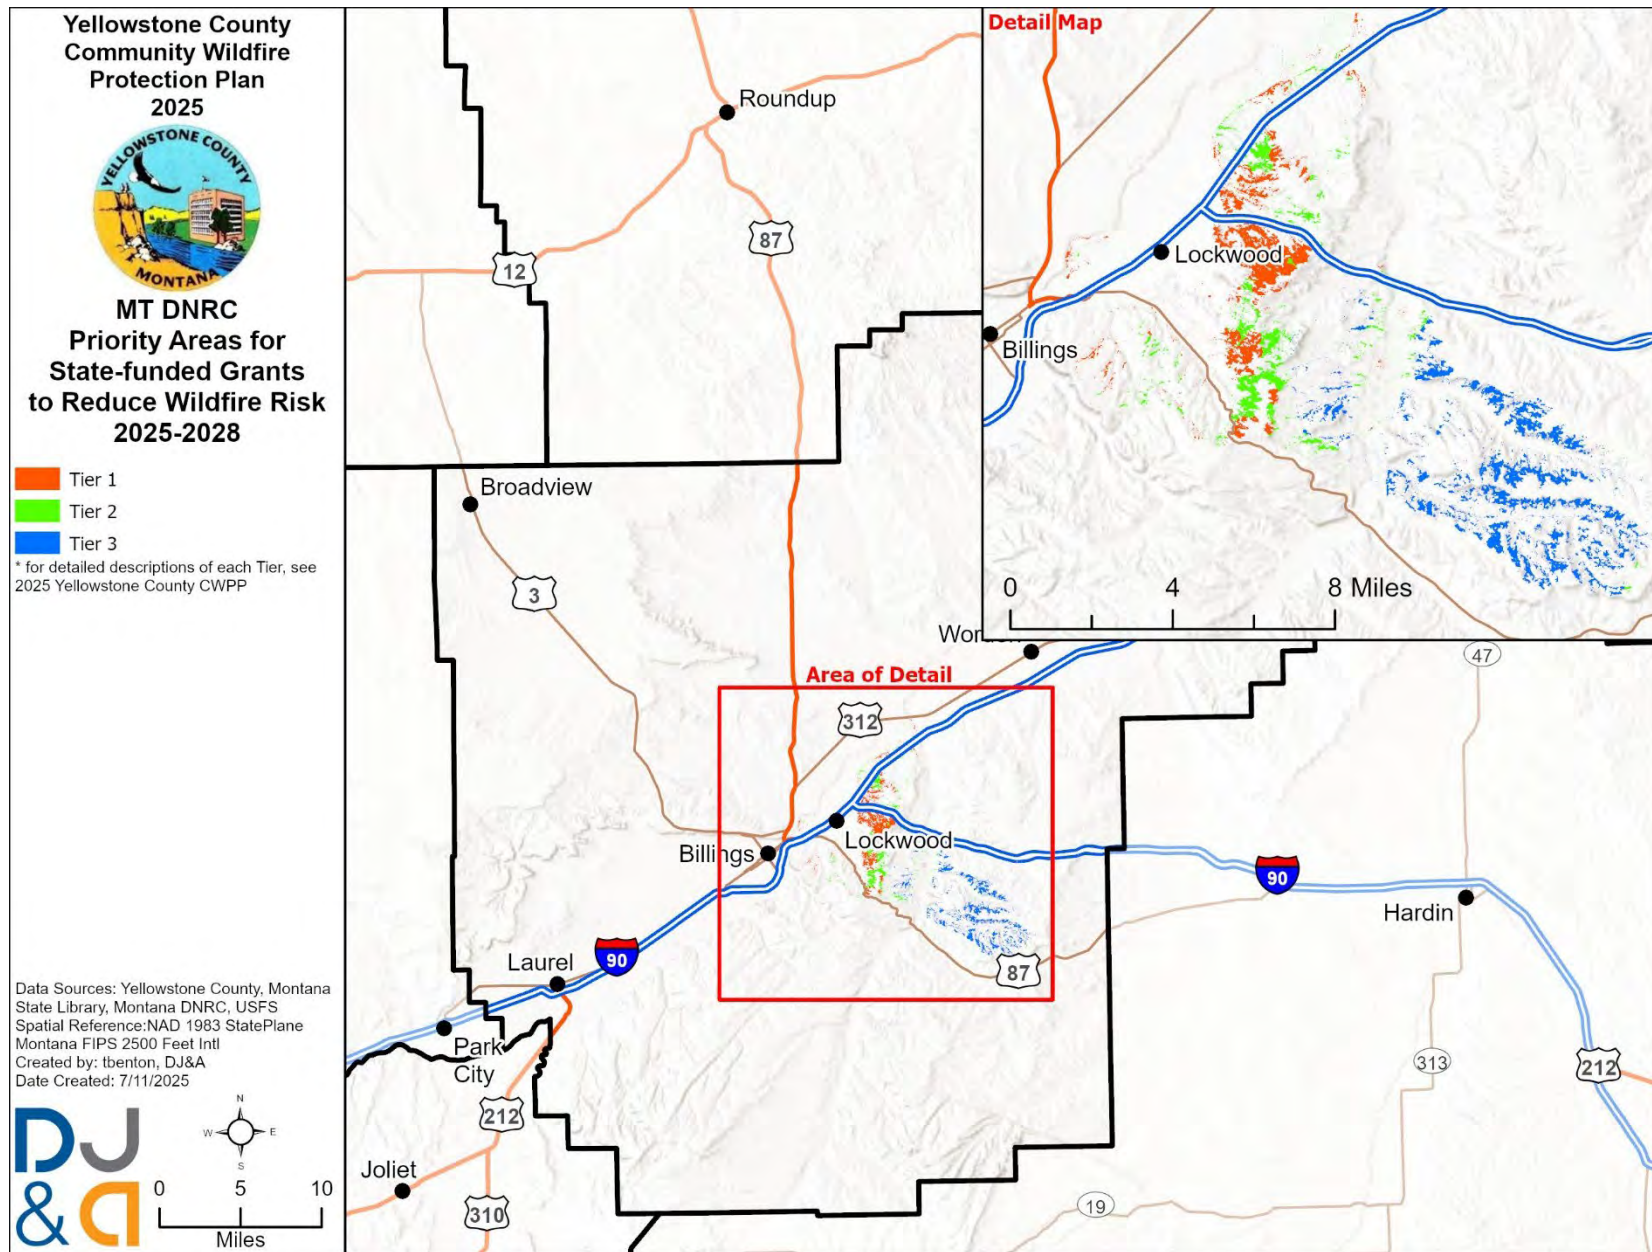 Yellowstone County
Community Wildfire
Protection Plan
2025
YELLOWSTONE COUNTY
MONTANA
MT DNRC
Priority Areas for
State-funded Grants
to Reduce Wildfire Risk
2025-2028
Tier 1
Tier 2
Tier 3
* for detailed descriptions of each Tier, see
2025 Yellowstone County CWPP
Data Sources: Yellowstone County, Montana
State Library, Montana DNRC, USFS
Spatial Reference:NAD 1983 StatePlane
Montana FIPS 2500 Feet Intl
Created by: tbenton, DJ&A
Date Created: 7/11/2025
DJ
&A
N
W
E
S
0
5
10
Miles
Roundup
87
12
Broadview
3
Area of Detail
312
Lockwood
Billings
90
Laurel
87
Park
City
212
Joliet
310
47
90
Hardin
313
212
19
Detail Map
Lockwood
Billings
0
4
8 Miles